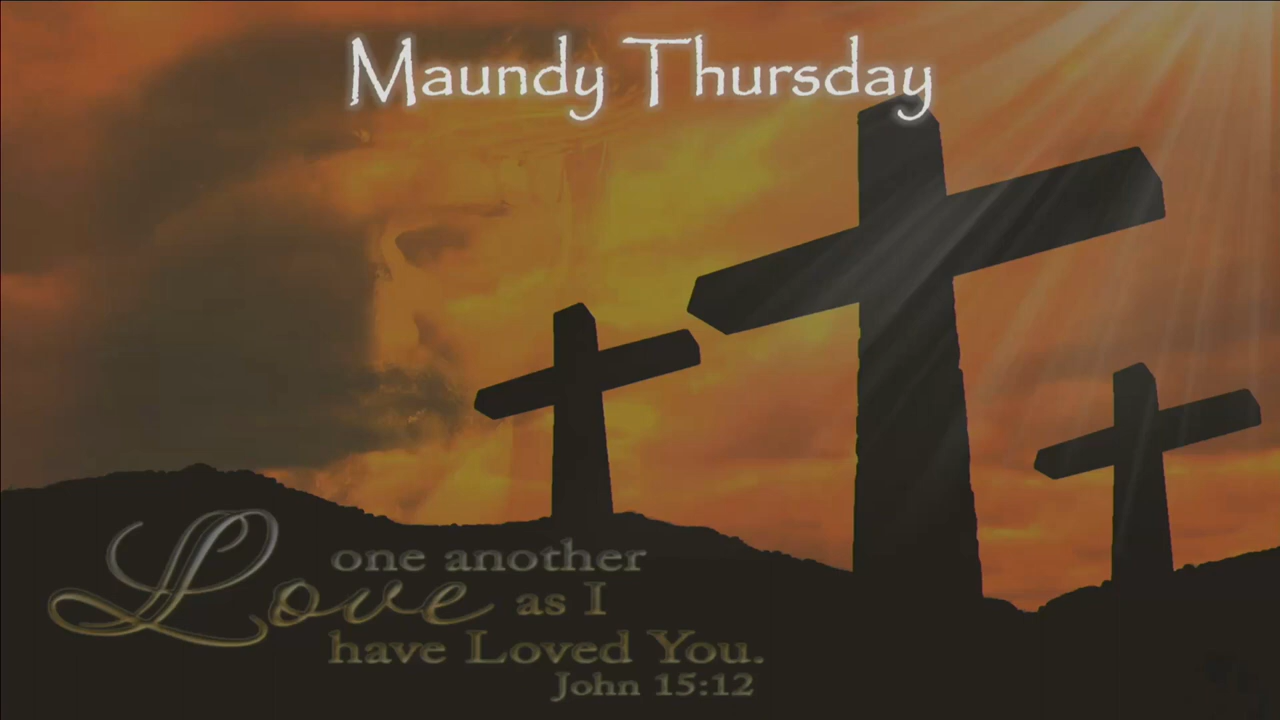 Maundy Thursday
Love one another
as I
have Loved You.
John 15:12